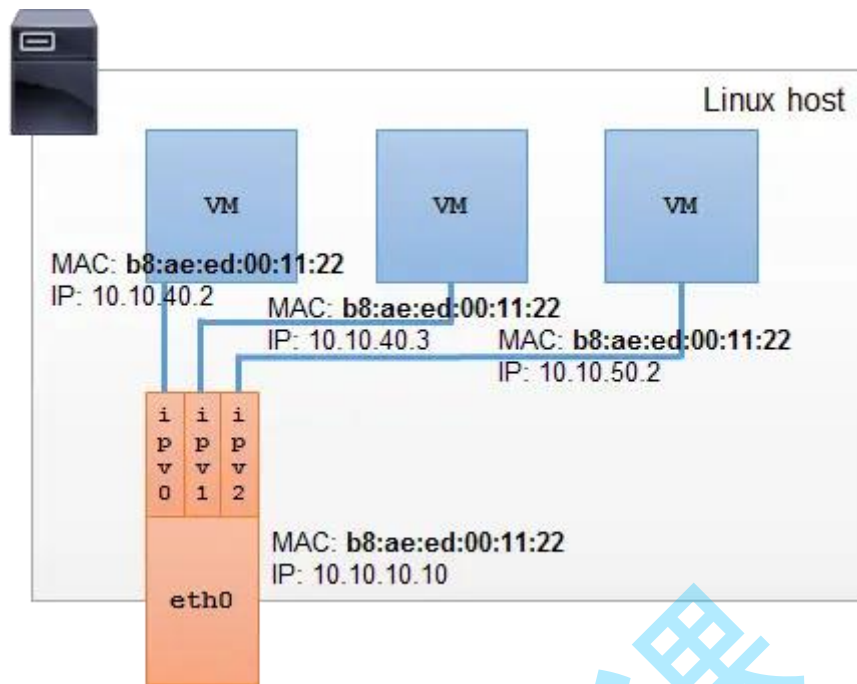 Linux host
VM
VM
VM
MAC: b8:ae:ed:00:11:22
IP: 10.10.40.2
MAC: b8:ae:ed:00:11:22
IP: 10.10.40.3
MAC: b8:ae:ed:00:11:22
IP: 10.10.50.2
ipv0
ipv1
ipv2
MAC: b8:ae:ed:00:11:22
IP: 10.10.10.10
eth0